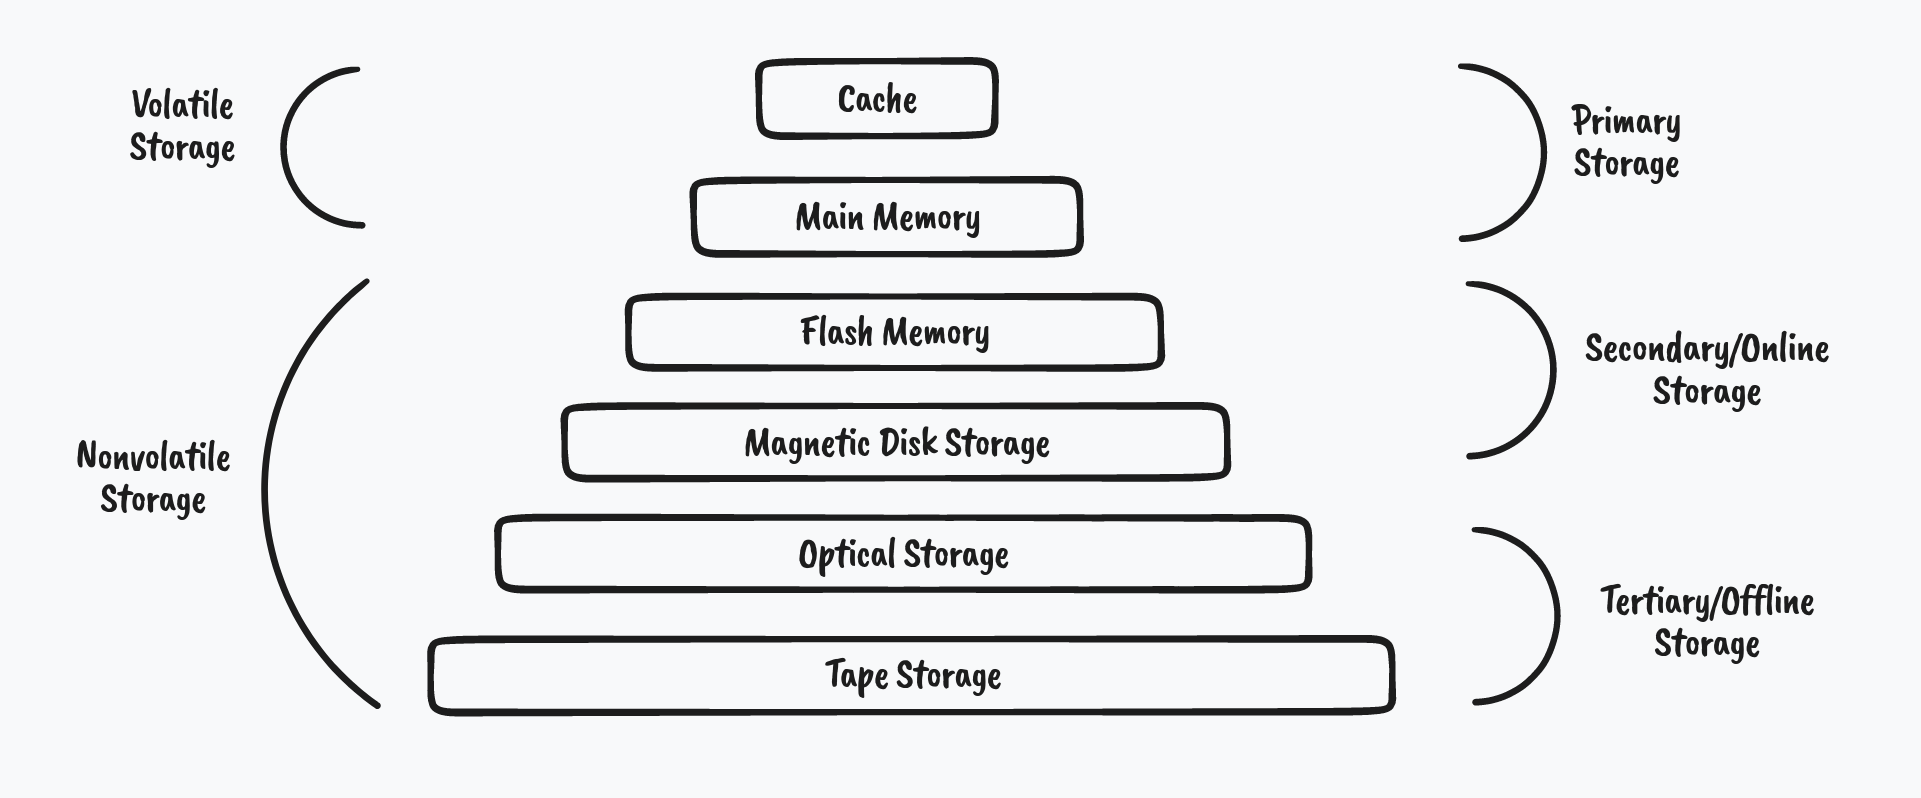 Volatile
Storage
Cache
Primary
Storage
Main Memory
Flash Memory
Secondary/Online
Storage
Magnetic Disk Storage
Nonvolatile
Storage
Optical Storage
Tertiary/Offline
Storage
Tape Storage